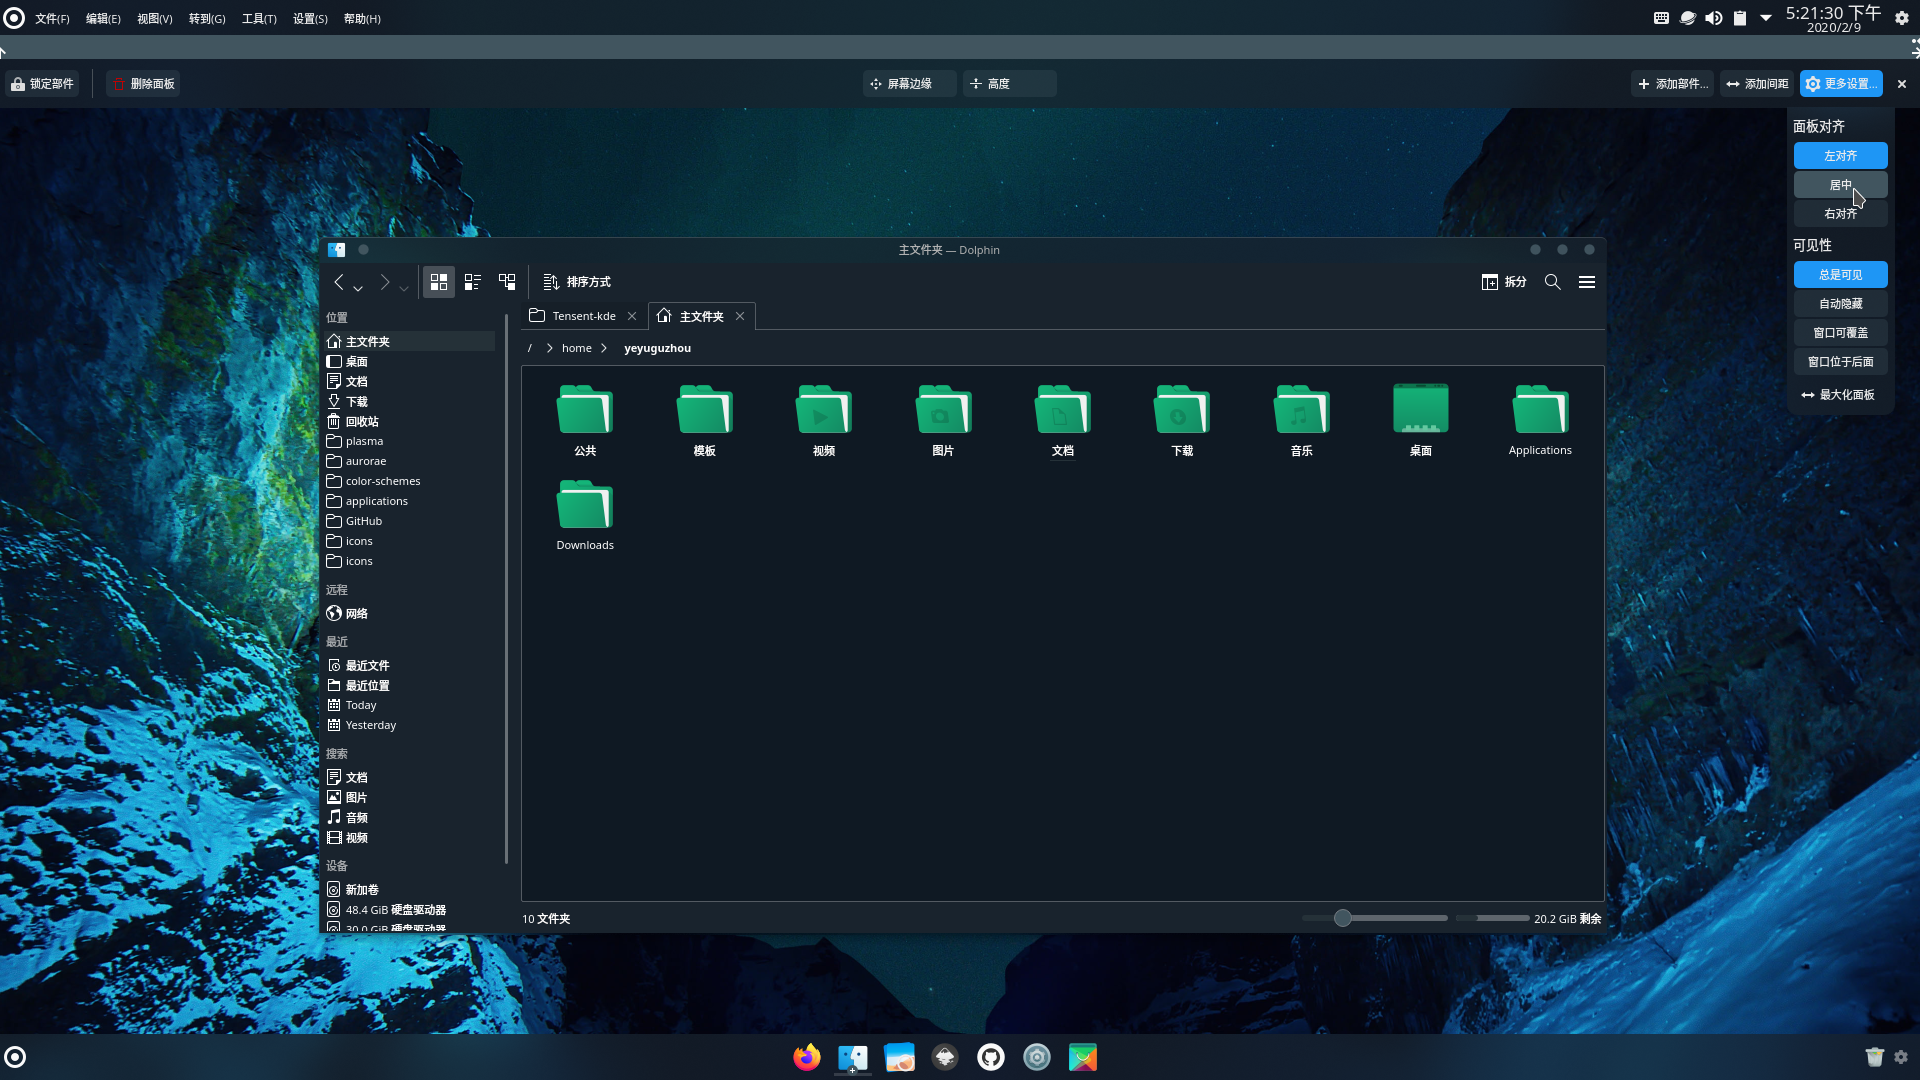 文件(F) 编辑(E) 视图(V) 转到(G) 工具(T) 设置(S) 帮助(H)
5:21:30 下午
2020/2/9
锁定部件 删除面板 屏幕边缘 高度 添加部件... 添加间距 更多设置...
面板对齐
左对齐
居中
右对齐
可见性
总是可见
自动隐藏
窗口可覆盖
窗口位于后面
最大化面板
主文件夹 — Dolphin
排序方式 拆分
位置
主文件夹
桌面
文档
下载
回收站
plasma
aurorae
color-schemes
applications
GitHub
icons
icons
远程
网络
最近
最近文件
最近位置
Today
Yesterday
搜索
文档
图片
音频
视频
设备
新加卷
48.4 GiB 硬盘驱动器
30.0 GiB 硬盘驱动器
Tensent-kde 主文件夹
/ home yeyuguzhou
公共 模板 视频 图片 文档 下载 音乐 桌面 Applications
Downloads
10 文件夹 20.2 GiB 剩余